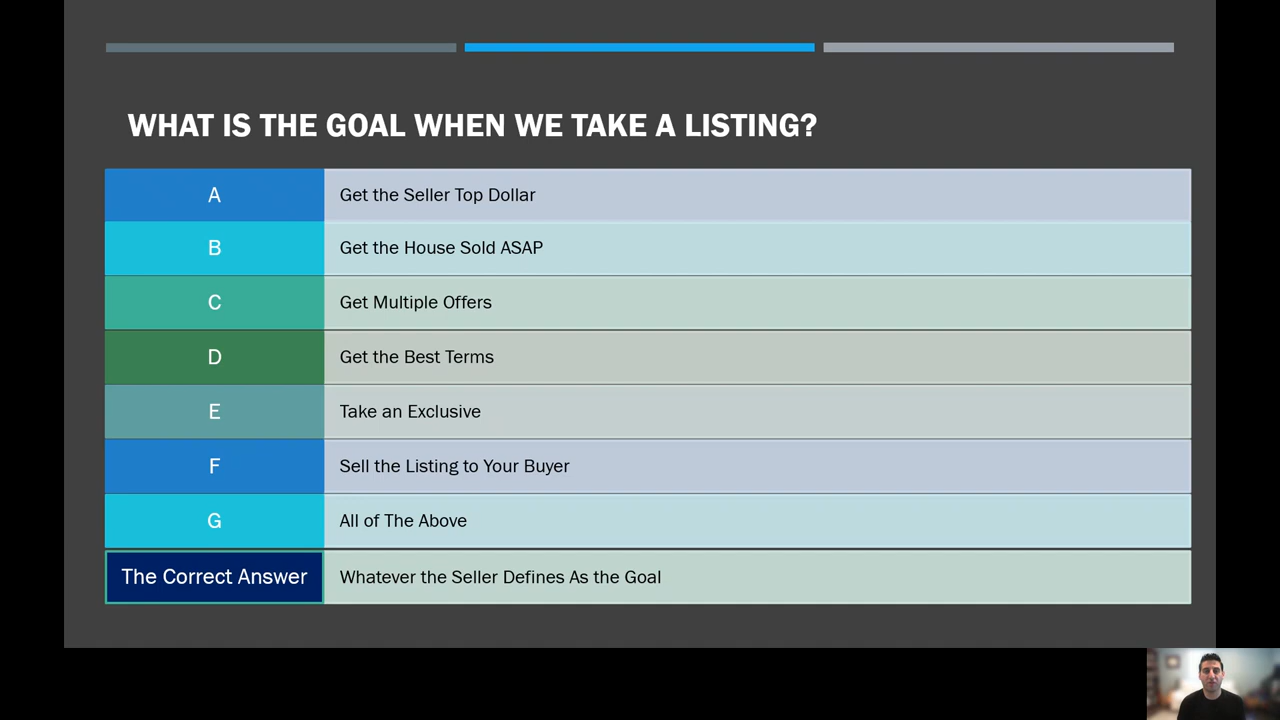 WHAT IS THE GOAL WHEN WE TAKE A LISTING?
A Get the Seller Top Dollar
B Get the House Sold ASAP
C Get Multiple Offers
D Get the Best Terms
E Take an Exclusive
F Sell the Listing to Your Buyer
G All of The Above
The Correct Answer Whatever the Seller Defines As the Goal